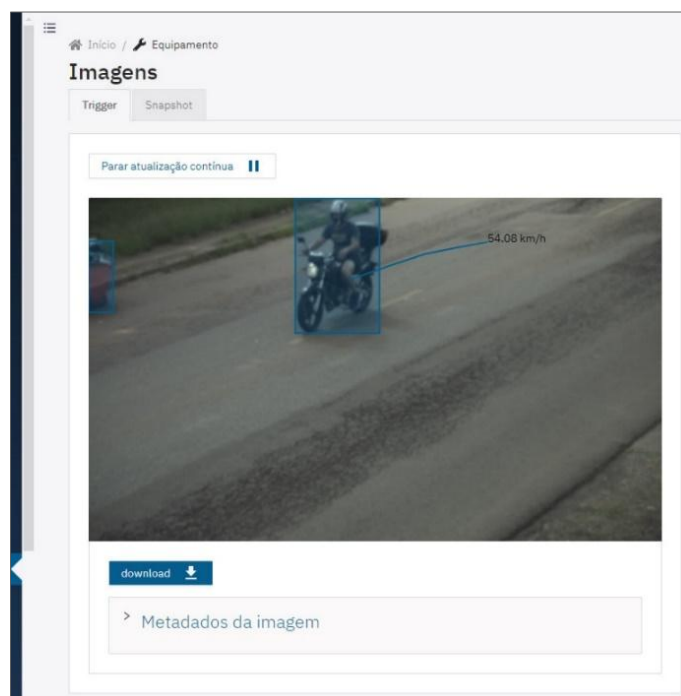 Início / Equipamento
Imagens
Trigger Snapshot
Parar atualização contínua
54.08 km/h
download
Metadados da imagem